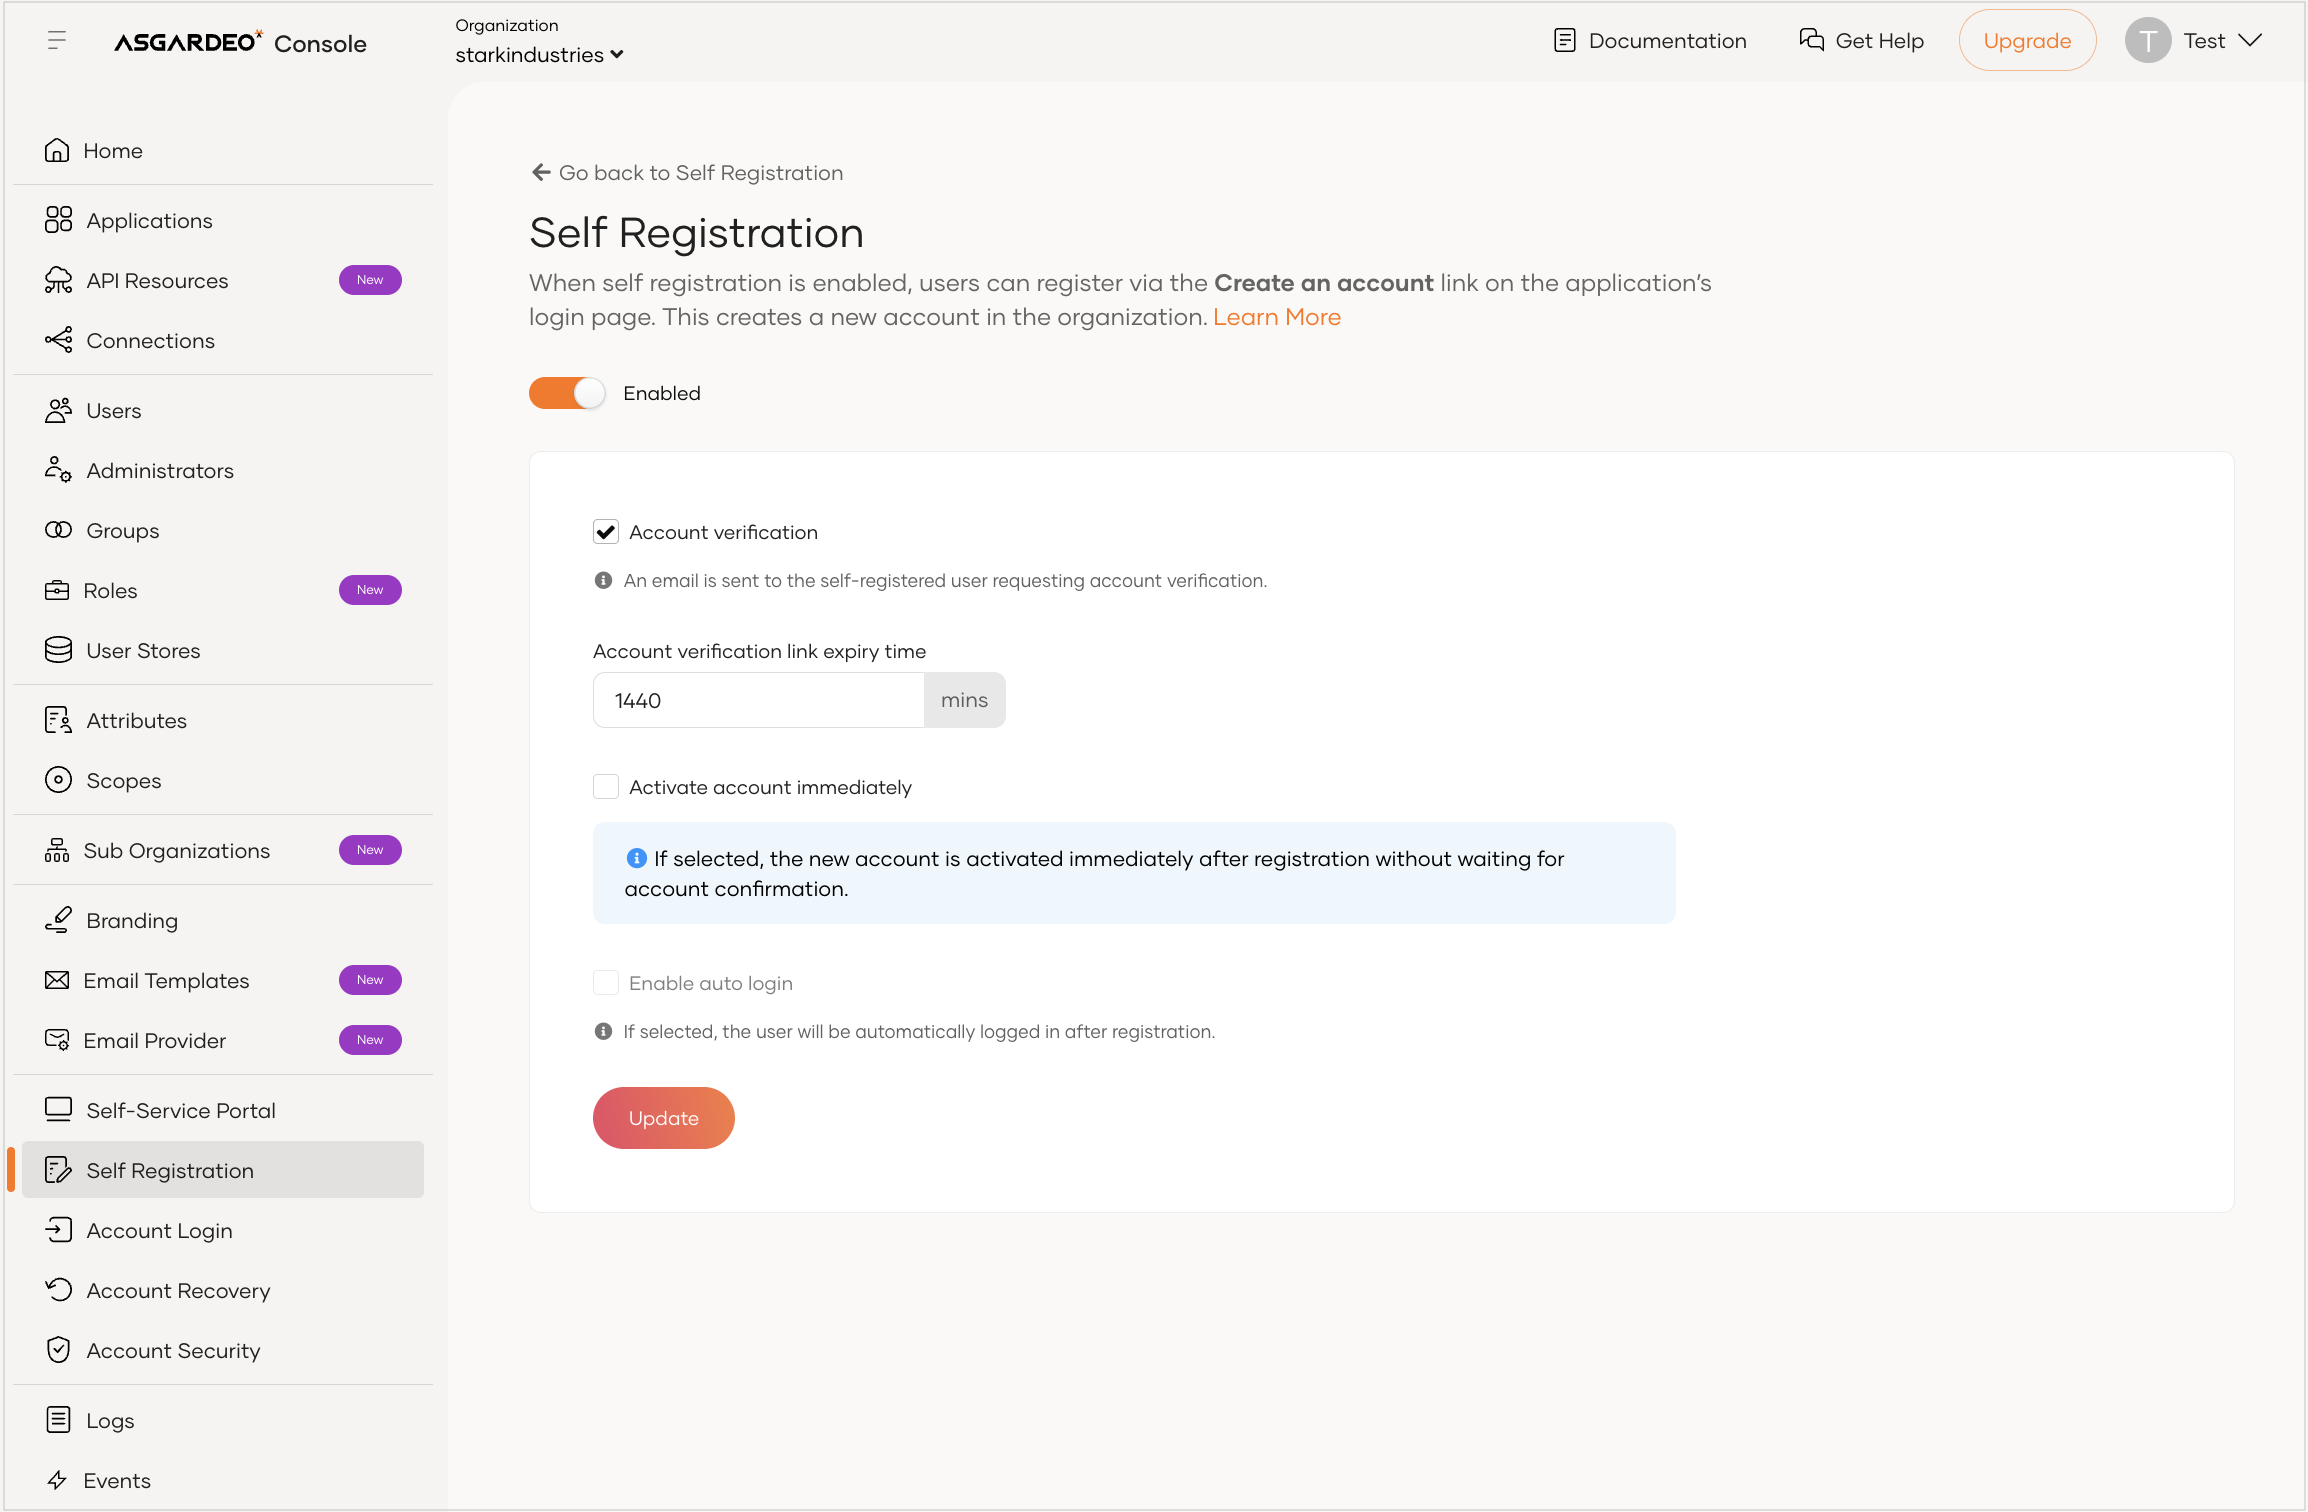 ASGARDEO Console
Organization
starkindustries
Documentation
Get Help
Upgrade
T
Test
Home
Applications
API Resources
New
Connections
Users
Administrators
Groups
Roles
New
User Stores
Attributes
Scopes
Sub Organizations
New
Branding
Email Templates
New
Email Provider
New
Self-Service Portal
Self Registration
Account Login
Account Recovery
Account Security
Logs
Events
Go back to Self Registration
Self Registration
When self registration is enabled, users can register via the Create an account link on the application’s
login page. This creates a new account in the organization. Learn More
Enabled
Account verification
An email is sent to the self-registered user requesting account verification.
Account verification link expiry time
1440
mins
Activate account immediately
If selected, the new account is activated immediately after registration without waiting for
account confirmation.
Enable auto login
If selected, the user will be automatically logged in after registration.
Update